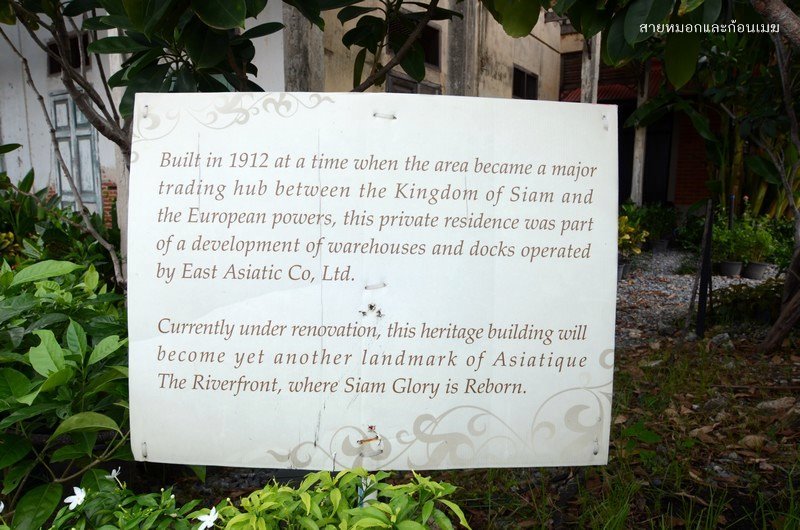 สายหมอกและก้อนเมฆ
Built in 1912 at a time when the area became a major
trading hub between the Kingdom of Siam and
the European powers, this private residence was part
of a development of warehouses and docks operated
by East Asiatic Co, Ltd.
Currently under renovation, this heritage building will
become yet another landmark of Asiatique
The Riverfront, where Siam Glory is Reborn.